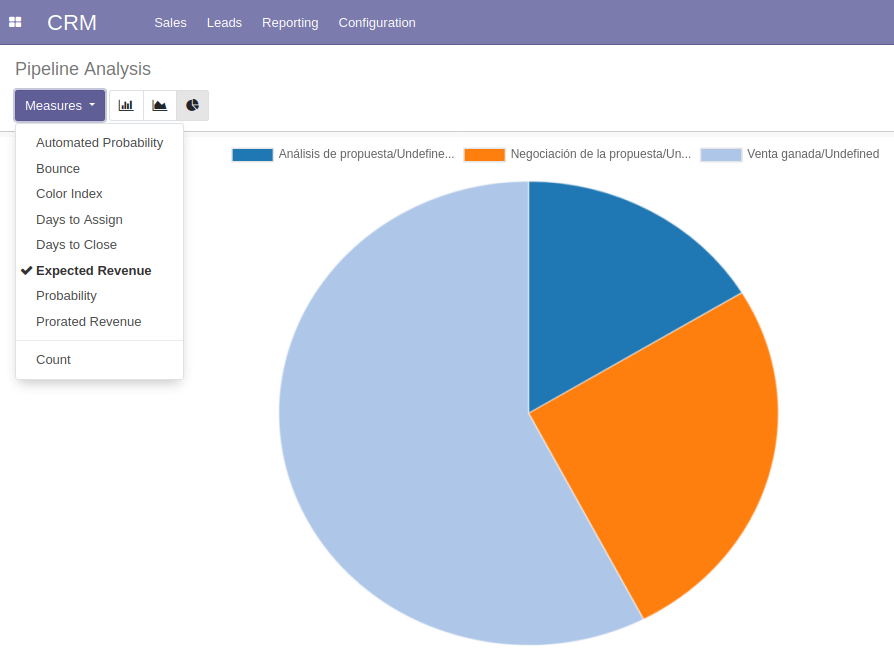 CRM
Sales Leads Reporting Configuration
Pipeline Analysis
Measures
Automated Probability
Bounce
Color Index
Days to Assign
Days to Close
Expected Revenue
Probability
Prorated Revenue
Count
Análisis de propuesta/Undefine... Negociación de la propuesta/Un... Venta ganada/Undefined